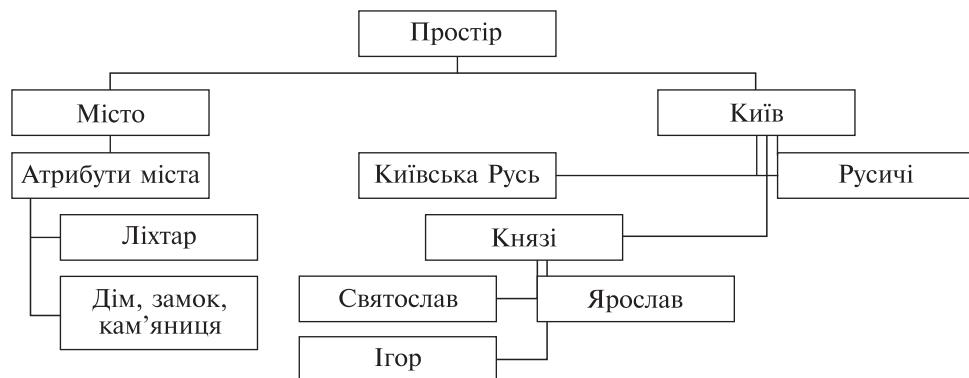 Простір
Місто
Київ
Атрибути міста
Київська Русь
Русичі
Ліхтар
Князі
Дім, замок,
кам’яниця
Святослав
Ярослав
Ігор